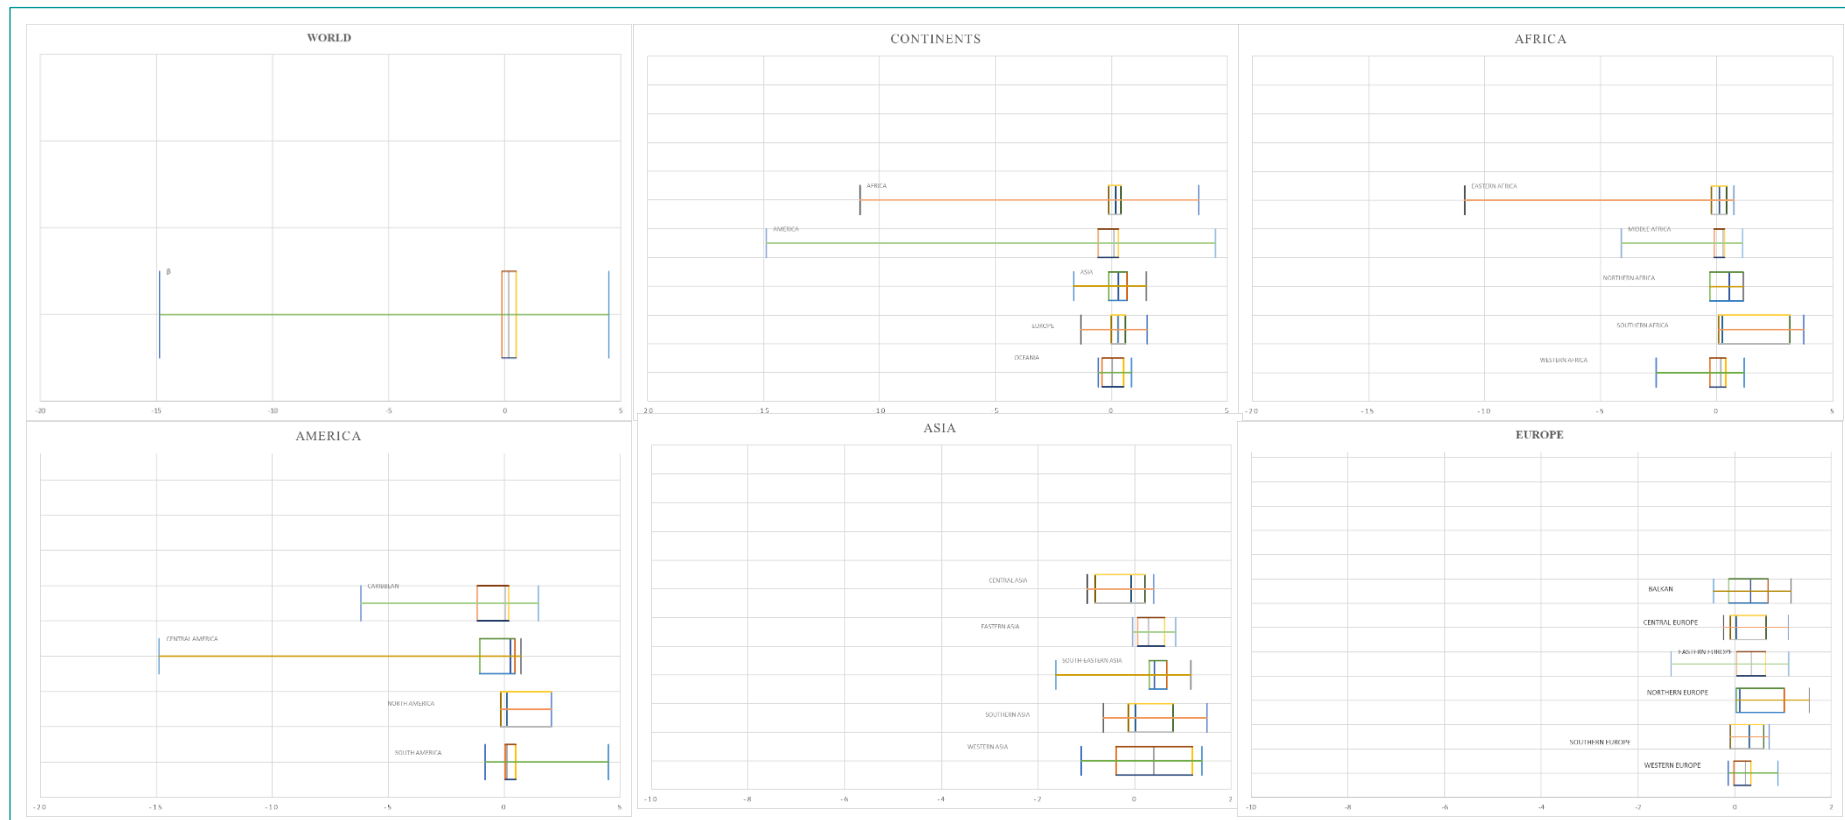 WORLD
β
-20 -15 -10 -5 0 5
CONTINENTS
AFRICA
AMERICA
ASIA
EUROPE
OCEANIA
-20 -15 -10 -5 0 5
AFRICA
EASTERN AFRICA
MIDDLE AFRICA
NORTHERN AFRICA
SOUTHERN AFRICA
WESTERN AFRICA
-20 -15 -10 -5 0 5
AMERICA
CARIBBEAN
CENTRAL AMERICA
NORTH AMERICA
SOUTH AMERICA
-20 -15 -10 -5 0 5
ASIA
CENTRAL ASIA
EASTERN ASIA
SOUTH-EASTERN ASIA
SOUTHERN ASIA
WESTERN ASIA
-10 -8 -6 -4 -2 0 2
EUROPE
BALKAN
CENTRAL EUROPE
EASTERN EUROPE
NORTHERN EUROPE
SOUTHERN EUROPE
WESTERN EUROPE
-10 -8 -6 -4 -2 0 2